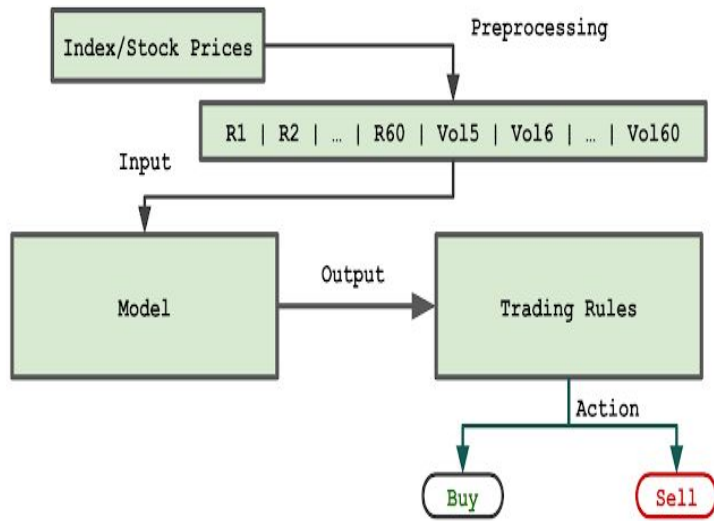 Index/Stock Prices
Preprocessing
R1 | R2 | … | R60 | Vol5 | Vol6 | … | Vol60
Input
Model
Output
Trading Rules
Action
Buy
Sell